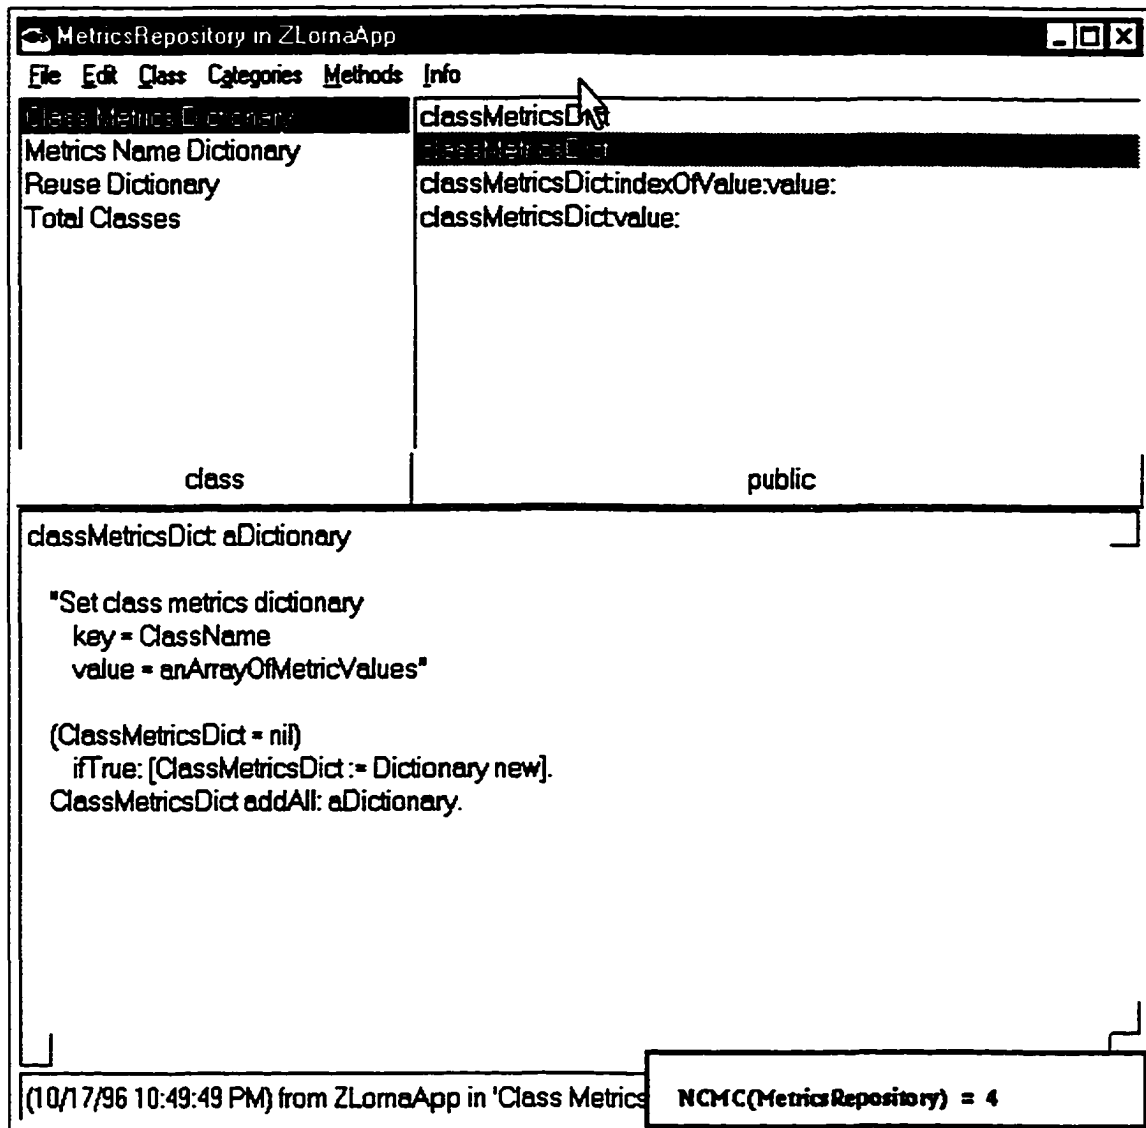 MetricsRepository in ZLornaApp
File Edit Class Categories Methods Info
Class Metrics Dictionary
Metrics Name Dictionary
Reuse Dictionary
Total Classes
classMetricsDict
classMetricsDict:
classMetricsDict:indexOfValue:value:
classMetricsDict:value:
class
public
classMetricsDict: aDictionary
"Set class metrics dictionary
key = ClassName
value = anArrayOfMetricValues"
(ClassMetricsDict = nil)
ifTrue: [ClassMetricsDict := Dictionary new].
ClassMetricsDict addAll: aDictionary.
(10/17/96 10:49:49 PM) from ZLornaApp in 'Class Metrics
NCMC(MetricsRepository) = 4